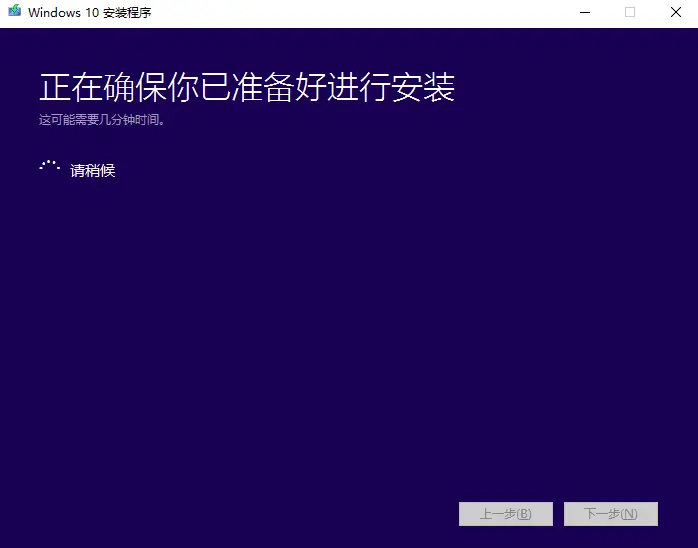 Windows 10 安装程序
正在确保你已准备好进行安装
这可能需要几分钟时间。
请稍候
上一步(B)
下一步(N)